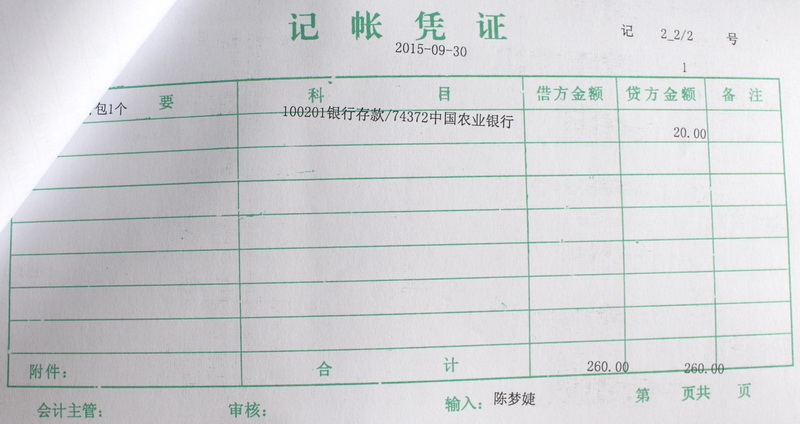 记帐凭证
记 2_2/2 号
2015-09-30
1
要 科目 借方金额 贷方金额 备注
包1个 100201银行存款/74372中国农业银行 20.00
附件: 合计 260.00 260.00
会计主管: 审核: 输入: 陈梦婕 第 页共 页